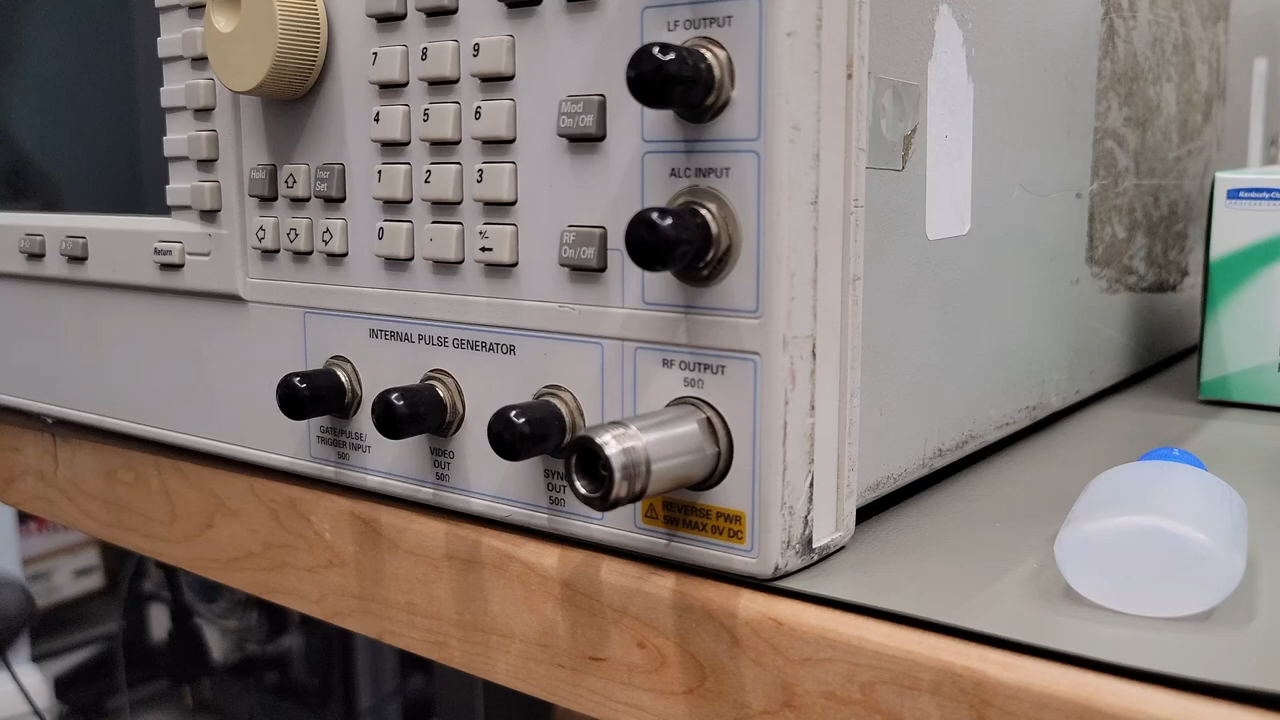 LF OUTPUT
7
8
9
ALC INPUT
4
5
6
Mod
On/Off
Hold
Incr
Set
1
2
3
0
.
+/-
RF
On/Off
Return
INTERNAL PULSE GENERATOR
RF OUTPUT
50Ω
GATE/PULSE/
TRIGGER INPUT
50Ω
VIDEO
OUT
50Ω
SYNC
OUT
50Ω
REVERSE PWR
.5W MAX 0V DC